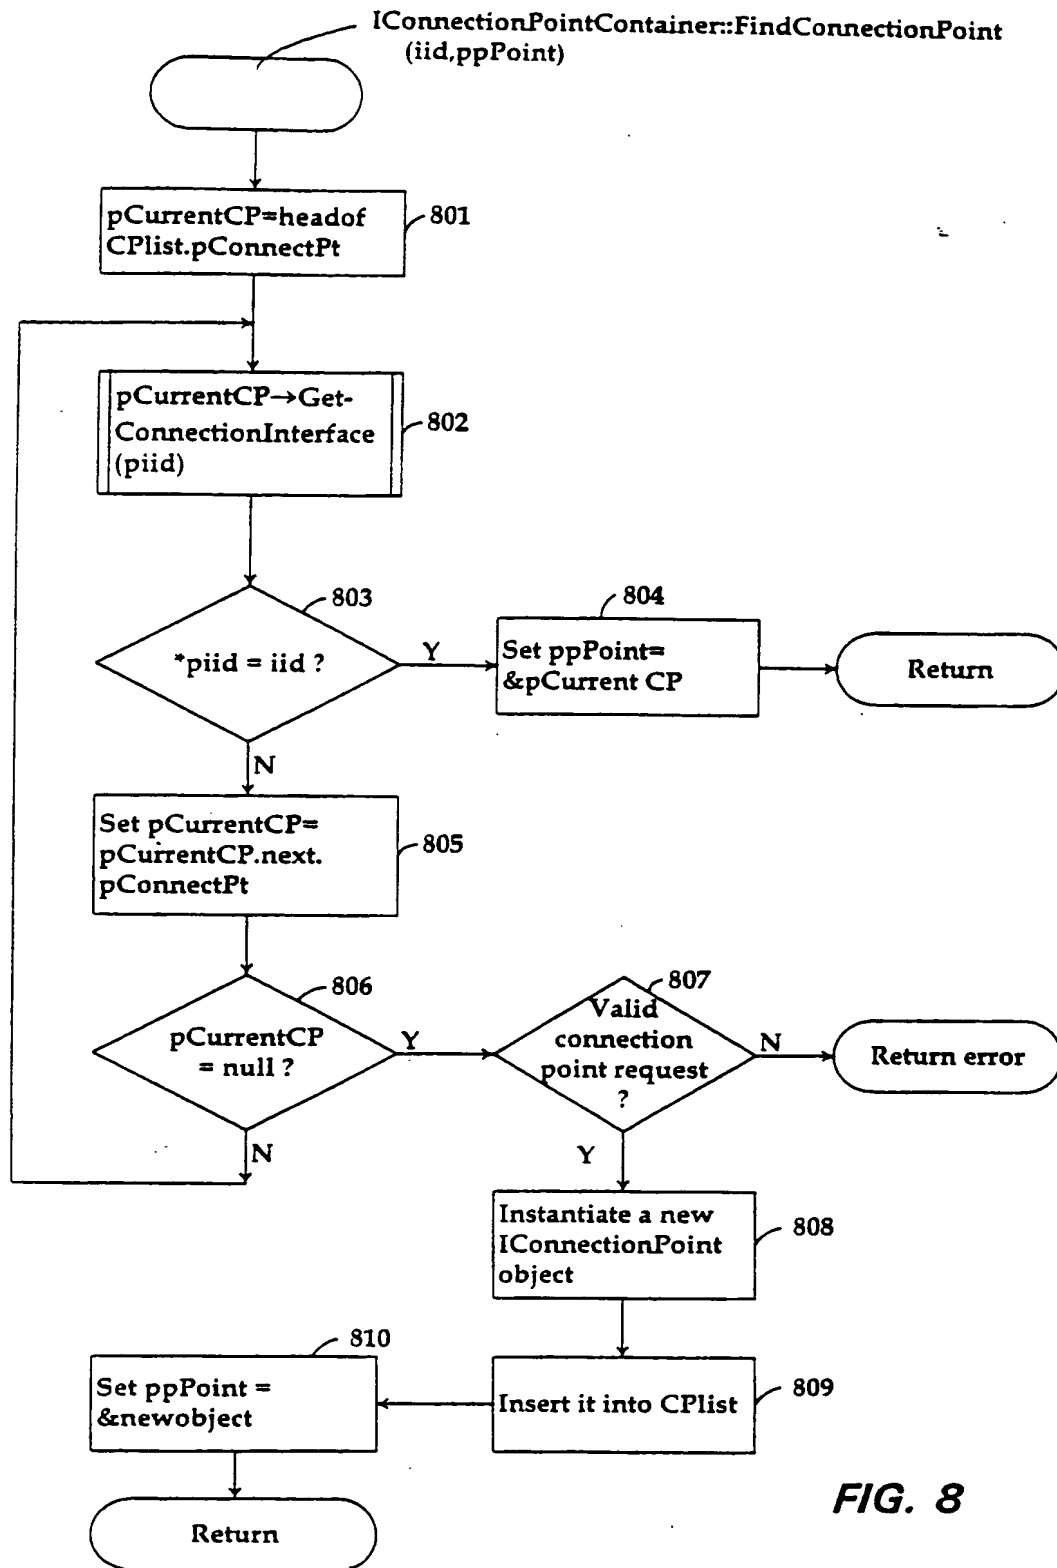 IConnectionPointContainer::FindConnectionPoint
(iid,ppPoint)
pCurrentCP=headof
CPlist.pConnectPt
801
pCurrentCP→Get-
ConnectionInterface
(piid)
802
803
*piid = iid ?
Y
N
804
Set ppPoint=
&pCurrent CP
Return
Set pCurrentCP=
pCurrentCP.next.
pConnectPt
805
806
pCurrentCP
= null ?
Y
N
807
Valid
connection
point request
?
N
Y
Return error
Instantiate a new
IConnectionPoint
object
808
Insert it into CPlist
809
810
Set ppPoint =
&newobject
Return
FIG. 8